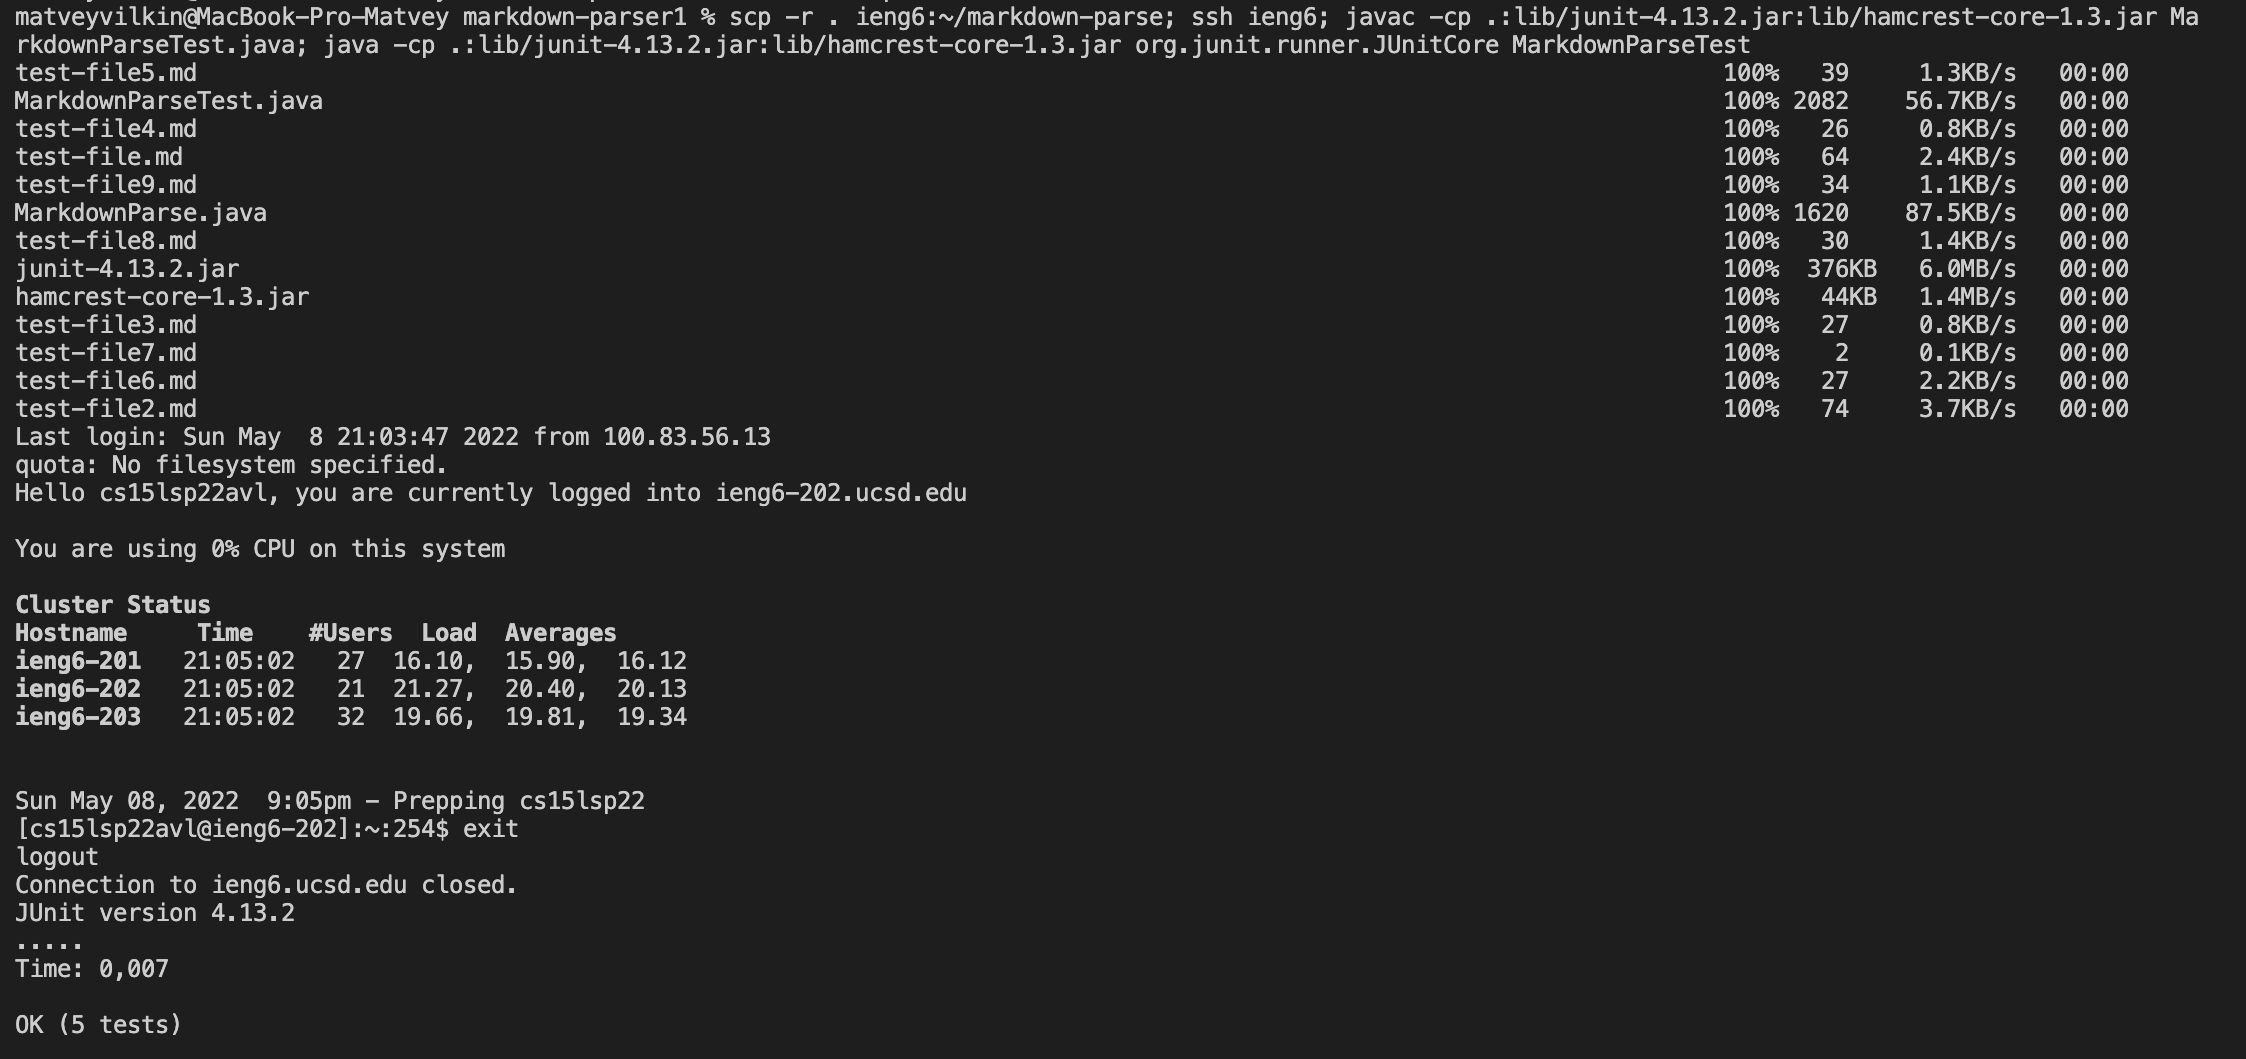 matveyvilkin@MacBook-Pro-Matvey markdown-parser1 % scp -r . ieng6:~/markdown-parse; ssh ieng6; javac -cp .:lib/junit-4.13.2.jar:lib/hamcrest-core-1.3.jar Ma
rkdownParseTest.java; java -cp .:lib/junit-4.13.2.jar:lib/hamcrest-core-1.3.jar org.junit.runner.JUnitCore MarkdownParseTest
test-file5.md 100% 39 1.3KB/s 00:00
MarkdownParseTest.java 100% 2082 56.7KB/s 00:00
test-file4.md 100% 26 0.8KB/s 00:00
test-file.md 100% 64 2.4KB/s 00:00
test-file9.md 100% 34 1.1KB/s 00:00
MarkdownParse.java 100% 1620 87.5KB/s 00:00
test-file8.md 100% 30 1.4KB/s 00:00
junit-4.13.2.jar 100% 376KB 6.0MB/s 00:00
hamcrest-core-1.3.jar 100% 44KB 1.4MB/s 00:00
test-file3.md 100% 27 0.8KB/s 00:00
test-file7.md 100% 2 0.1KB/s 00:00
test-file6.md 100% 27 2.2KB/s 00:00
test-file2.md 100% 74 3.7KB/s 00:00
Last login: Sun May  8 21:03:47 2022 from 100.83.56.13
quota: No filesystem specified.
Hello cs15lsp22avl, you are currently logged into ieng6-202.ucsd.edu
You are using 0% CPU on this system
Cluster Status
Hostname Time #Users Load Averages
ieng6-201 21:05:02 27 16.10, 15.90, 16.12
ieng6-202 21:05:02 21 21.27, 20.40, 20.13
ieng6-203 21:05:02 32 19.66, 19.81, 19.34
Sun May 08, 2022  9:05pm - Prepping cs15lsp22
[cs15lsp22avl@ieng6-202]:~:254$ exit
logout
Connection to ieng6.ucsd.edu closed.
JUnit version 4.13.2
.....
Time: 0,007
OK (5 tests)